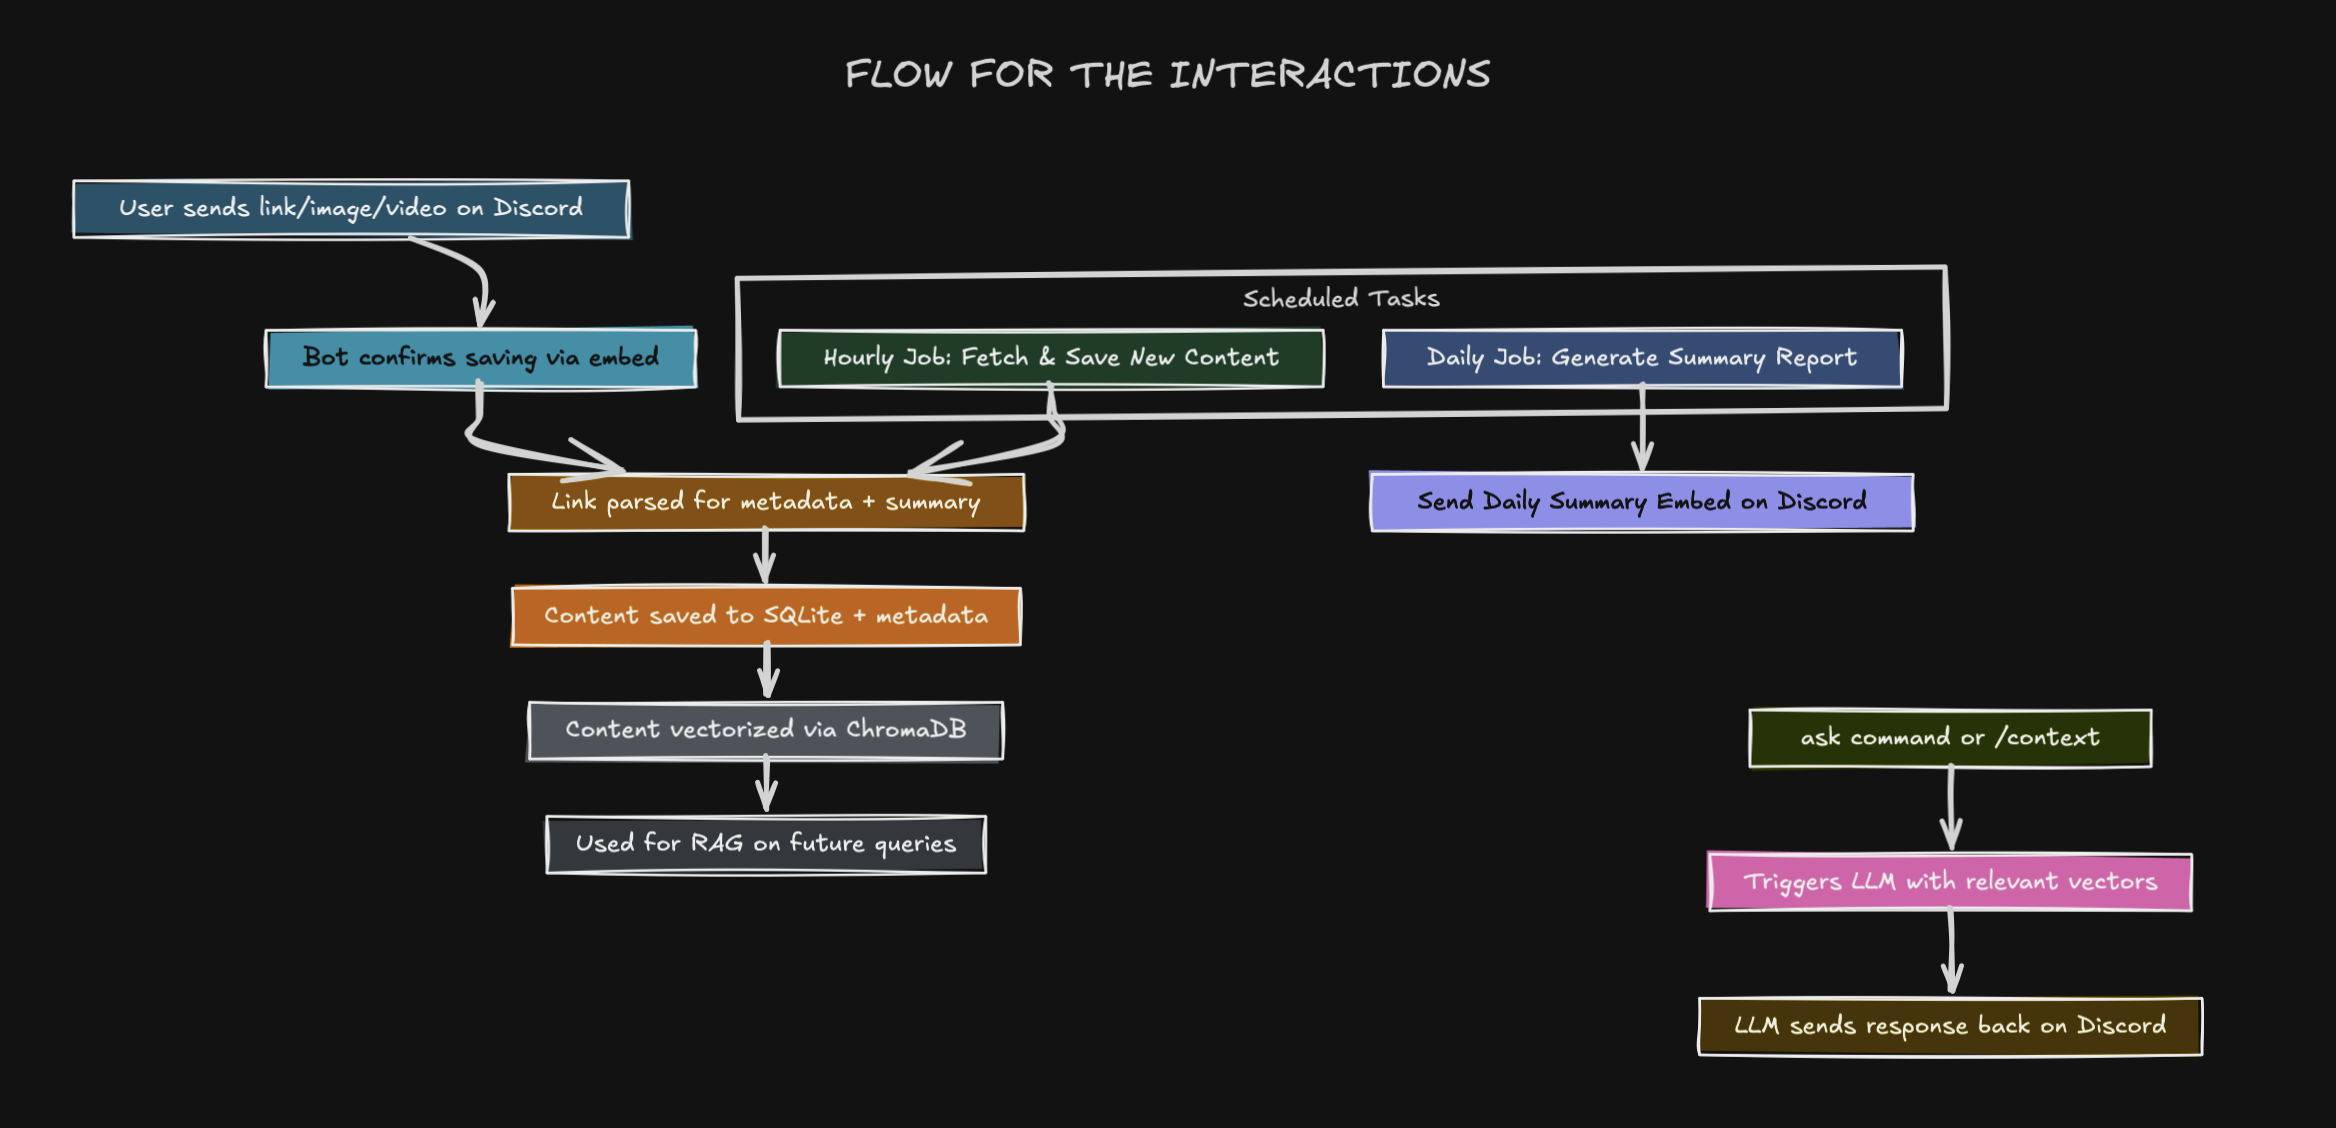 FLOW FOR THE INTERACTIONS
User sends link/image/video on Discord
Scheduled Tasks
Bot confirms saving via embed
Hourly Job: Fetch & Save New Content
Daily Job: Generate Summary Report
Link parsed for metadata + summary
Send Daily Summary Embed on Discord
Content saved to SQLite + metadata
Content vectorized via ChromaDB
ask command or /context
Used for RAG on future queries
Triggers LLM with relevant vectors
LLM sends response back on Discord